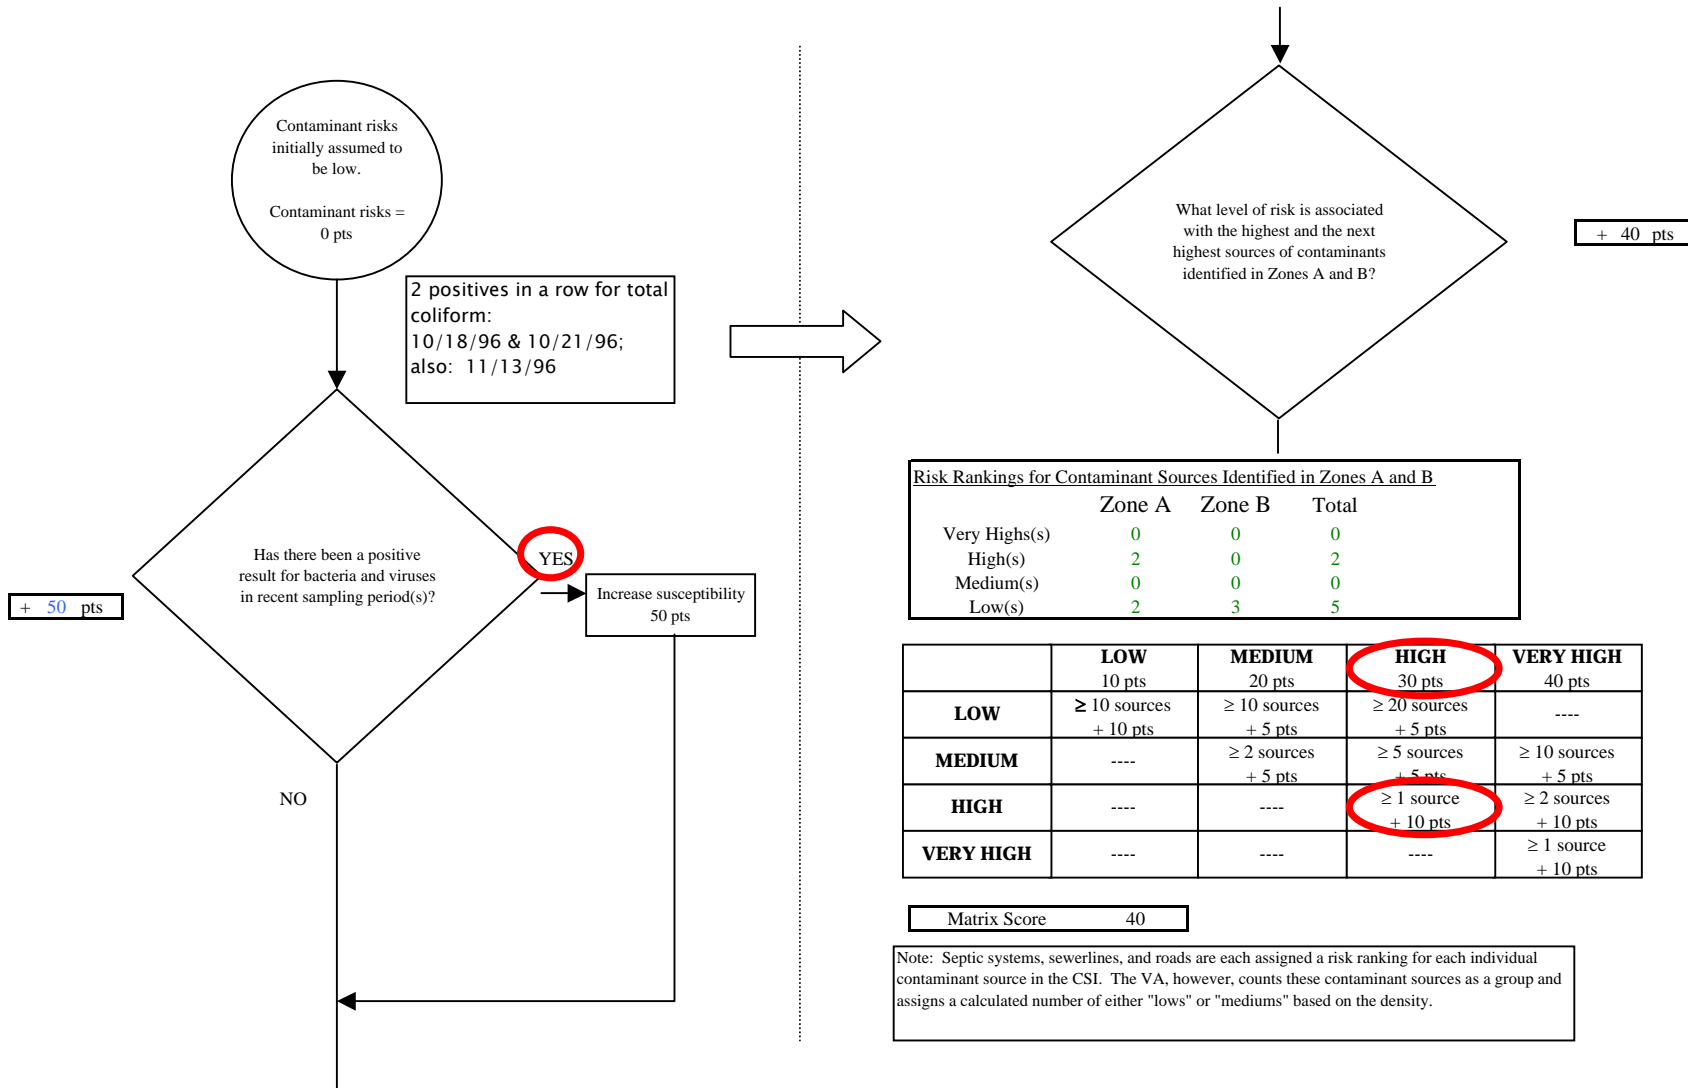 Contaminant risks
initially assumed to
be low.
Contaminant risks =
0 pts
2 positives in a row for total
coliform:
10/18/96 & 10/21/96;
also:  11/13/96
Has there been a positive
result for bacteria and viruses
in recent sampling period(s)?
YES
+ 50 pts
Increase susceptibility
50 pts
NO
What level of risk is associated
with the highest and the next
highest sources of contaminants
identified in Zones A and B?
+ 40 pts
Risk Rankings for Contaminant Sources Identified in Zones A and B
Zone A Zone B Total
Very Highs(s) 0 0 0
High(s) 2 0 2
Medium(s) 0 0 0
Low(s) 2 3 5
LOW MEDIUM HIGH VERY HIGH
10 pts 20 pts 30 pts 40 pts
LOW ≥ 10 sources ≥ 10 sources ≥ 20 sources ----
+ 10 pts + 5 pts + 5 pts
MEDIUM ---- ≥ 2 sources ≥ 5 sources ≥ 10 sources
+ 5 pts + 5 pts + 5 pts
HIGH ---- ---- ≥ 1 source ≥ 2 sources
+ 10 pts + 10 pts
VERY HIGH ---- ---- ---- ≥ 1 source
+ 10 pts
Matrix Score 40
Note:  Septic systems, sewerlines, and roads are each assigned a risk ranking for each individual
contaminant source in the CSI.  The VA, however, counts these contaminant sources as a group and
assigns a calculated number of either "lows" or "mediums" based on the density.